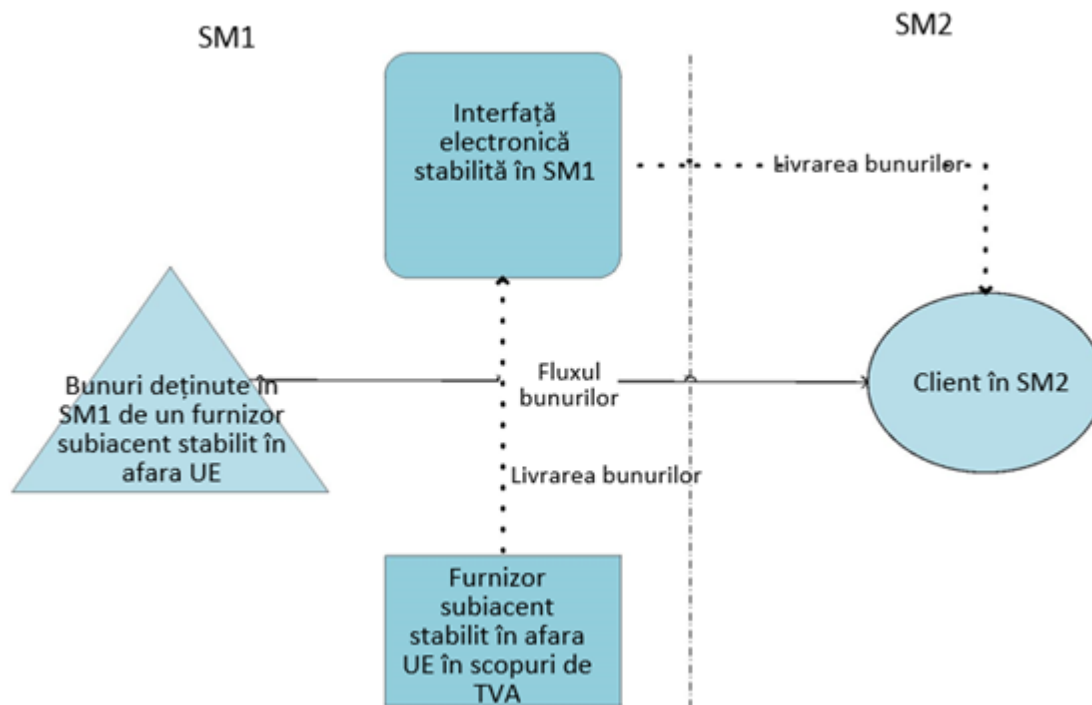 SM1
SM2
Interfață
electronică
stabilită în SM1
Livrarea bunurilor
Bunuri deținute în
SM1 de un furnizor
subiacent stabilit în
afara UE
Fluxul
bunurilor
Client în SM2
Livrarea bunurilor
Furnizor
subiacent
stabilit în afara
UE în scopuri de
TVA